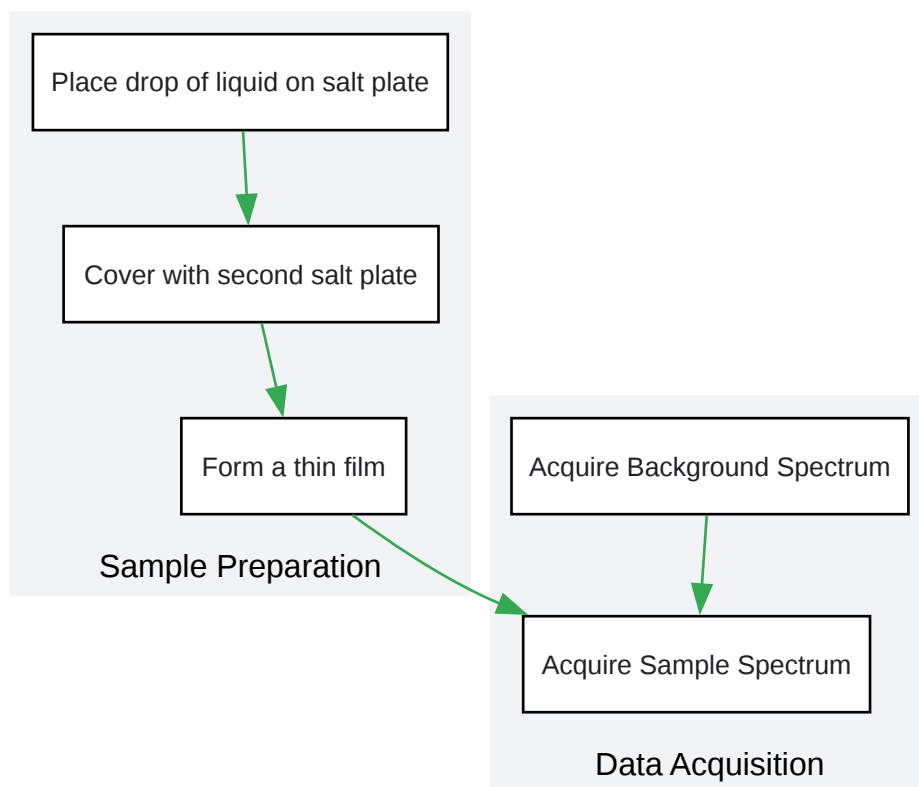 Place drop of liquid on salt plate
Cover with second salt plate
Form a thin film
Sample Preparation
Acquire Background Spectrum
Acquire Sample Spectrum
Data Acquisition